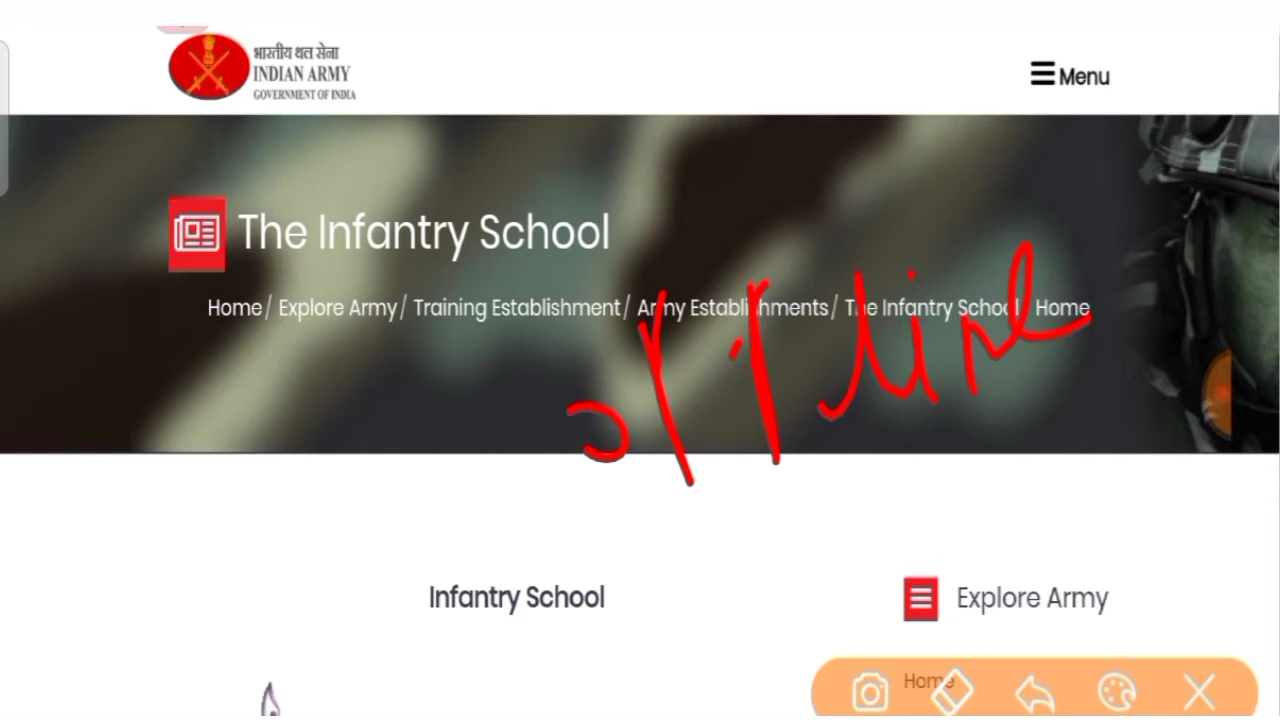 भारतीय थल सेना
INDIAN ARMY
GOVERNMENT OF INDIA
Menu
The Infantry School
Home / Explore Army / Training Establishment / Army Establishments / The Infantry School / Home
offline
Infantry School
Explore Army
Home